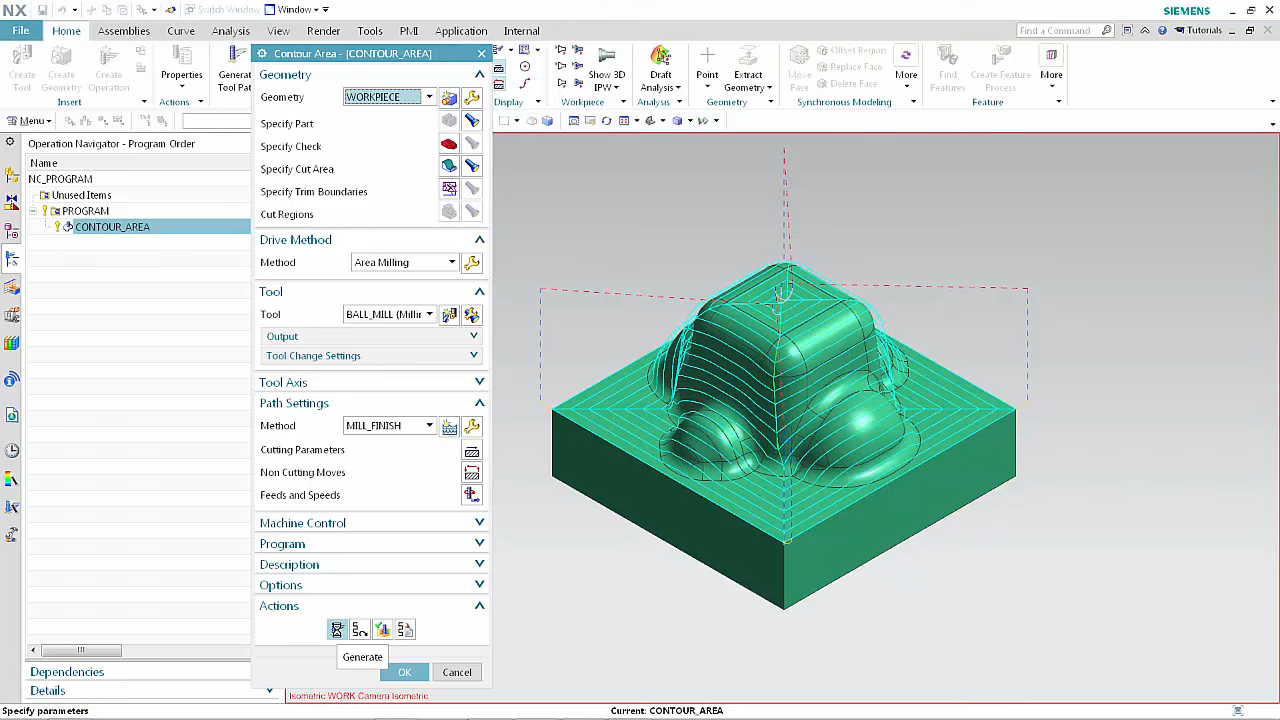 NX
Switch Window
Window
SIEMENS
File
Home
Assemblies
Curve
Analysis
View
Render
Tools
PMI
Application
Internal
Find a Command
Tutorials
Create Tool
Create Geometry
Create Operation
Insert
Properties
Actions
Generate Tool Path
Display
Show 3D IPW
Workpiece
Draft Analysis
Analysis
Point
Extract Geometry
Geometry
Move Face
Offset Region
Replace Face
Delete Face
More
Synchronous Modeling
Find Features
Create Feature Process
More
Feature
Menu
Operation Navigator - Program Order
Name
NC_PROGRAM
Unused Items
PROGRAM
CONTOUR_AREA
Dependencies
Details
Contour Area - [CONTOUR_AREA]
Geometry
Geometry WORKPIECE
Specify Part
Specify Check
Specify Cut Area
Specify Trim Boundaries
Cut Regions
Drive Method
Method Area Milling
Tool
Tool BALL_MILL (Millin
Output
Tool Change Settings
Tool Axis
Path Settings
Method MILL_FINISH
Cutting Parameters
Non Cutting Moves
Feeds and Speeds
Machine Control
Program
Description
Options
Actions
Generate
OK Cancel
Isometric WORK Camera Isometric
Specify parameters
Current: CONTOUR_AREA